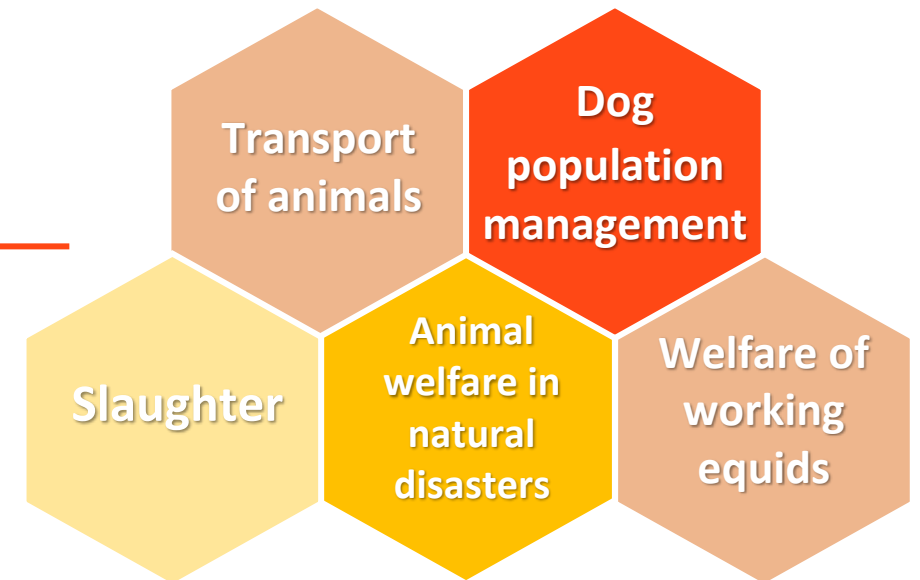 Transport
of animals
Dog
population
management
Slaughter
Animal
welfare in
natural
disasters
Welfare of
working
equids